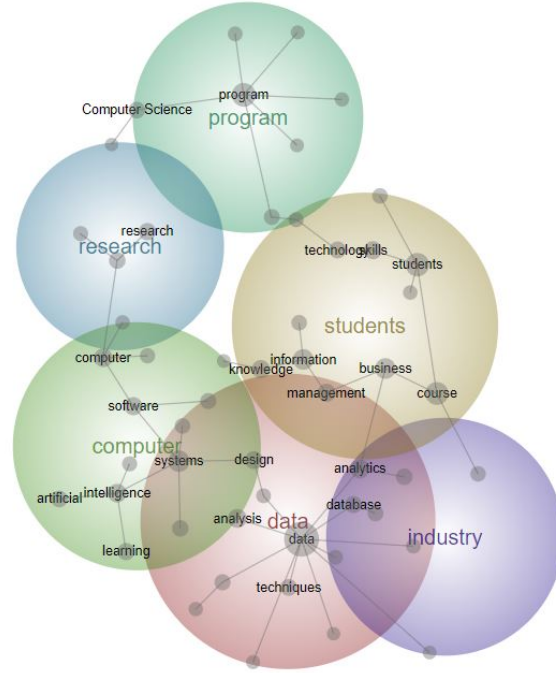 program
Computer Science
program
research
research
technology
skills
students
students
computer
information
knowledge
business
management
course
software
computer
systems
design
analytics
artificial
intelligence
database
analysis
data
data
industry
learning
techniques